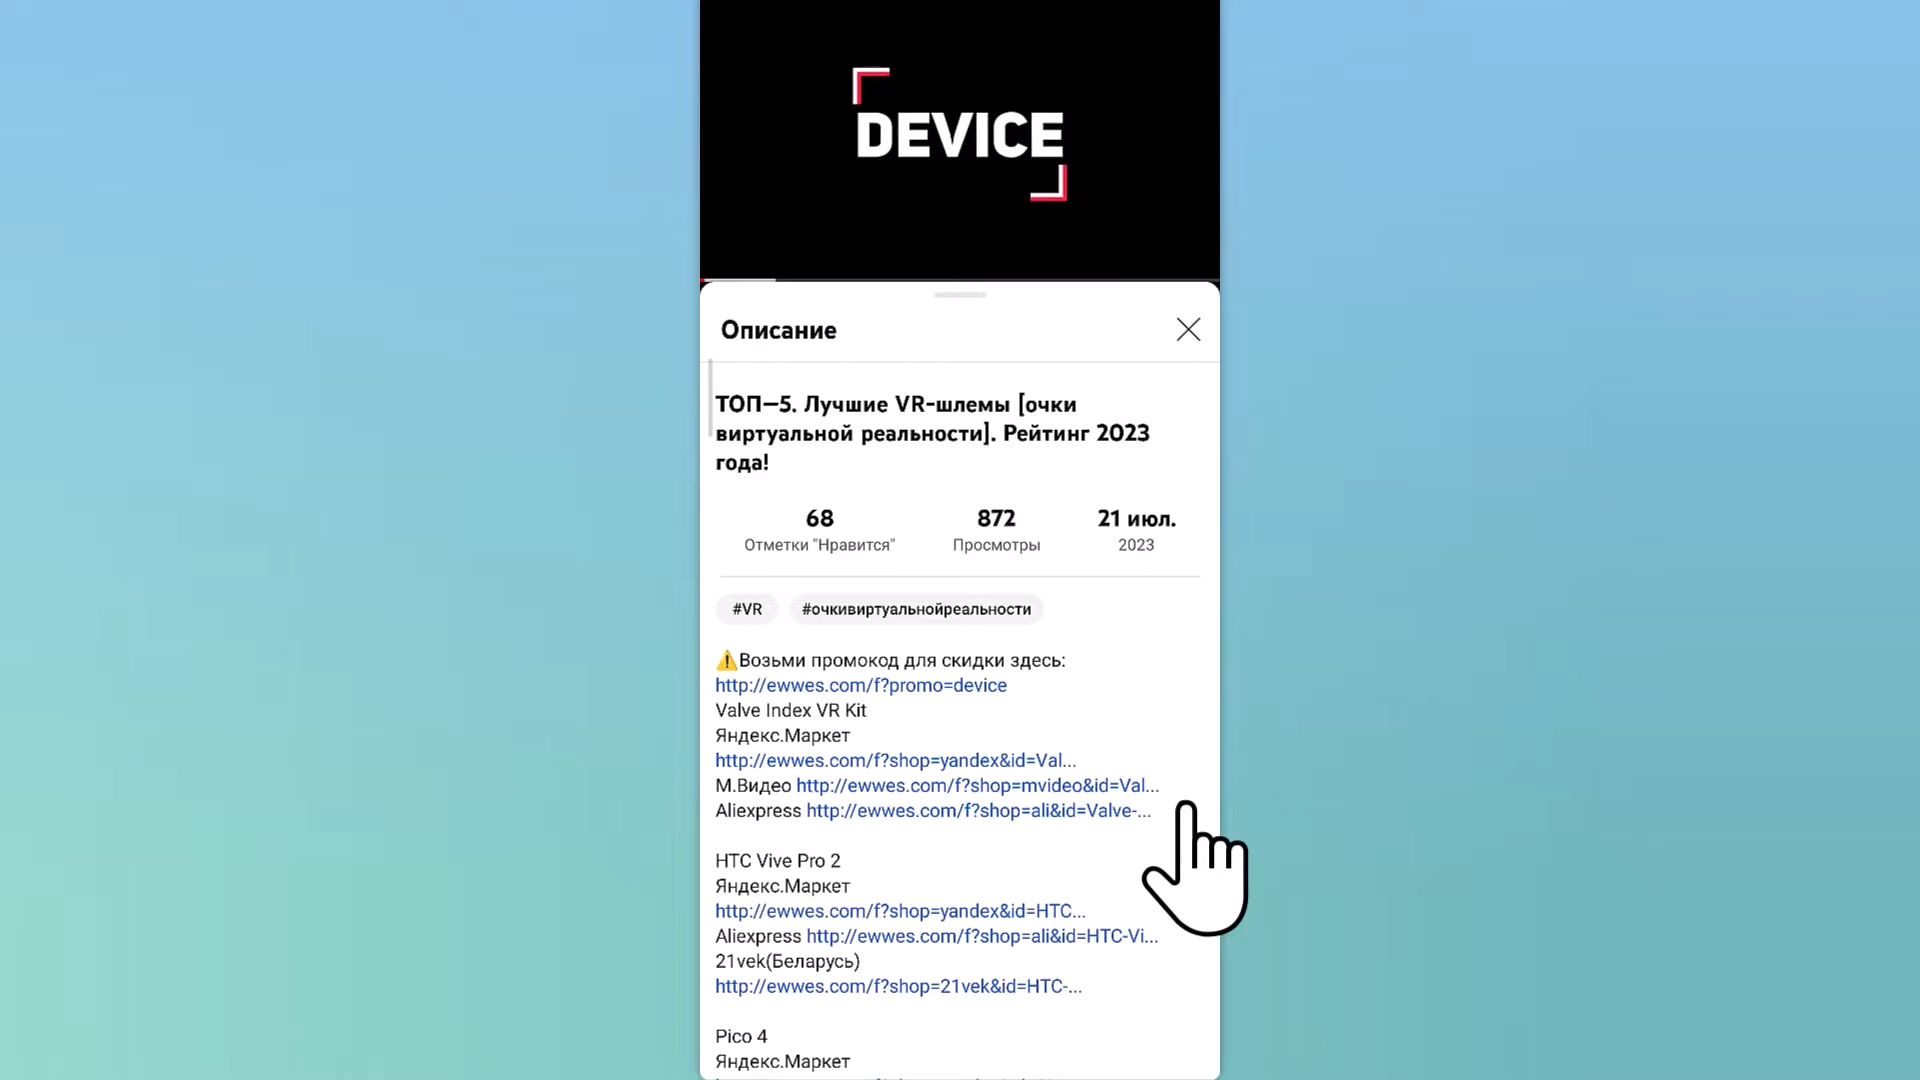 DEVICE
Описание
ТОП—5. Лучшие VR-шлемы [очки
виртуальной реальности]. Рейтинг 2023
года!
68 872 21 июл.
Отметки "Нравится" Просмотры 2023
#VR #очкивиртуальнойреальности
⚠️Возьми промокод для скидки здесь:
http://ewwes.com/f?promo=device
Valve Index VR Kit
Яндекс.Маркет
http://ewwes.com/f?shop=yandex&id=Val...
М.Видео http://ewwes.com/f?shop=mvideo&id=Val...
Aliexpress http://ewwes.com/f?shop=ali&id=Valve-...
HTC Vive Pro 2
Яндекс.Маркет
http://ewwes.com/f?shop=yandex&id=HTC...
Aliexpress http://ewwes.com/f?shop=ali&id=HTC-Vi...
21vek(Беларусь)
http://ewwes.com/f?shop=21vek&id=HTC-...
Pico 4
Яндекс.Маркет